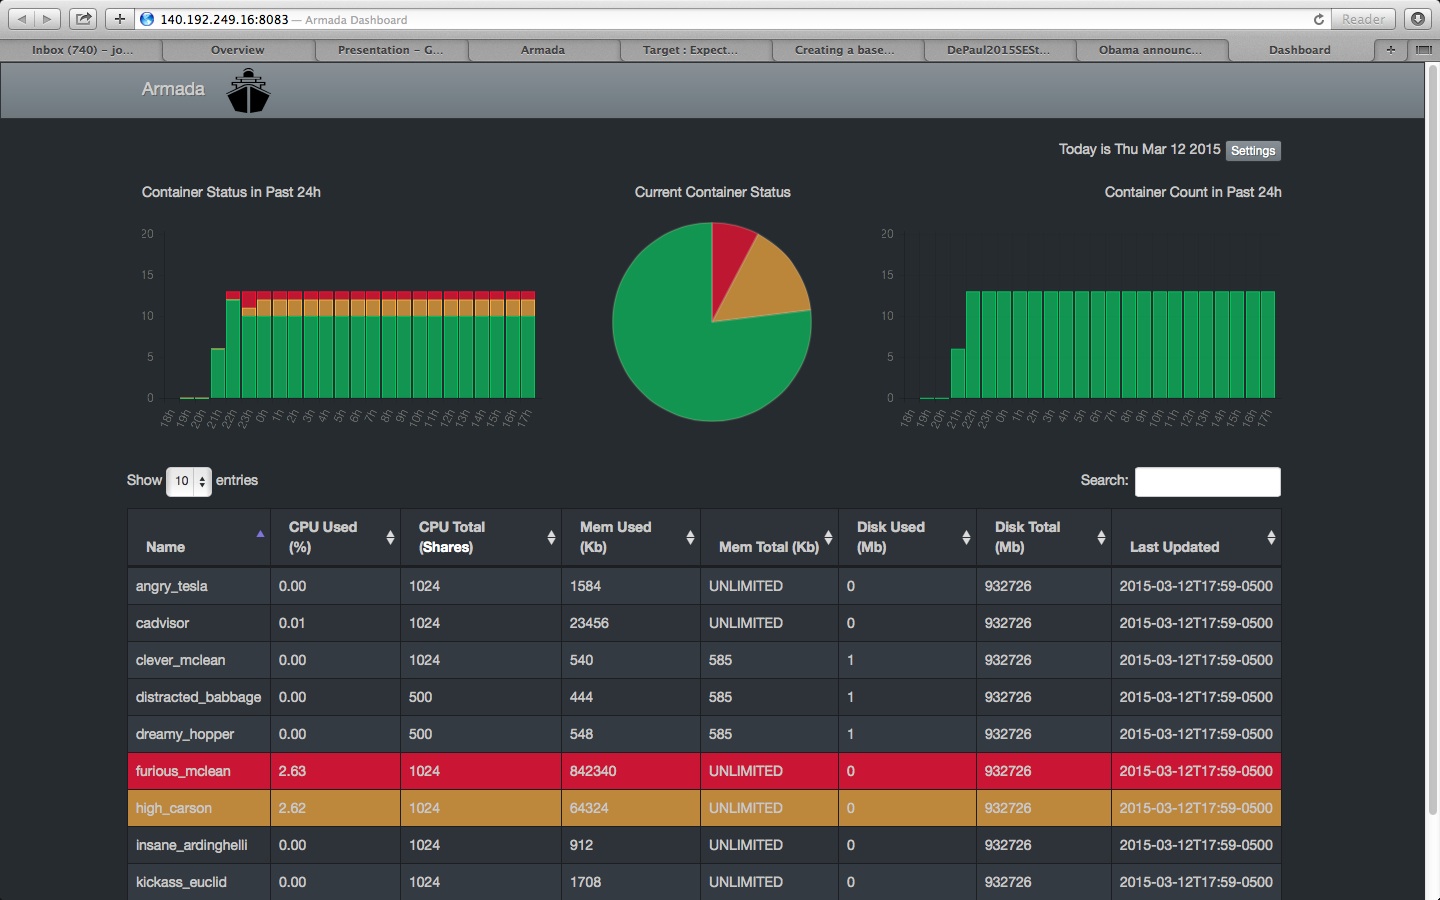 140.192.249.16:8083 — Armada Dashboard
Reader
Inbox (740) – jo... Overview Presentation – G... Armada Target : Expect... Creating a base... DePaul2015SESt... Obama announc... Dashboard
Armada
Today is Thu Mar 12 2015 Settings
Container Status in Past 24h Current Container Status Container Count in Past 24h
20 20
15 15
10 10
5 5
0 0
18h 19h 20h 21h 22h 23h 0h 1h 2h 3h 4h 5h 6h 7h 8h 9h 10h 11h 12h 13h 14h 15h 16h 17h
18h 19h 20h 21h 22h 23h 0h 1h 2h 3h 4h 5h 6h 7h 8h 9h 10h 11h 12h 13h 14h 15h 16h 17h
Show 10 entries Search:
Name CPU Used (%) CPU Total (Shares) Mem Used (Kb) Mem Total (Kb) Disk Used (Mb) Disk Total (Mb) Last Updated
angry_tesla 0.00 1024 1584 UNLIMITED 0 932726 2015-03-12T17:59-0500
cadvisor 0.01 1024 23456 UNLIMITED 0 932726 2015-03-12T17:59-0500
clever_mclean 0.00 1024 540 585 1 932726 2015-03-12T17:59-0500
distracted_babbage 0.00 500 444 585 1 932726 2015-03-12T17:59-0500
dreamy_hopper 0.00 500 548 585 1 932726 2015-03-12T17:59-0500
furious_mclean 2.63 1024 842340 UNLIMITED 0 932726 2015-03-12T17:59-0500
high_carson 2.62 1024 64324 UNLIMITED 0 932726 2015-03-12T17:59-0500
insane_ardinghelli 0.00 1024 912 UNLIMITED 0 932726 2015-03-12T17:59-0500
kickass_euclid 0.00 1024 1708 UNLIMITED 0 932726 2015-03-12T17:59-0500